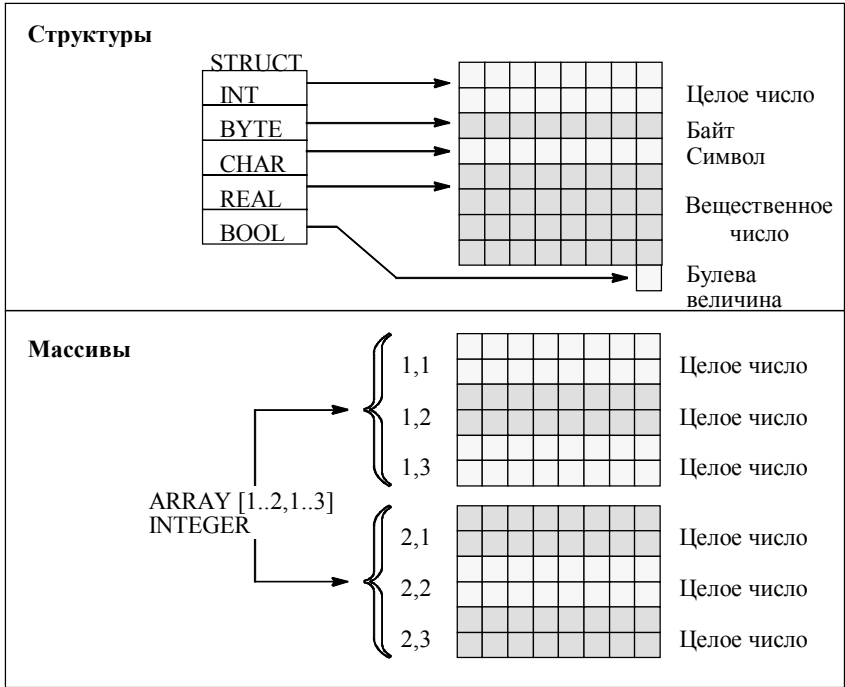 Структуры
STRUCT
INT
BYTE
CHAR
REAL
BOOL
Целое число
Байт
Символ
Вещественное
число
Булева
величина
Массивы
ARRAY [1..2,1..3]
INTEGER
1,1
Целое число
1,2
Целое число
1,3
Целое число
2,1
Целое число
2,2
Целое число
2,3
Целое число